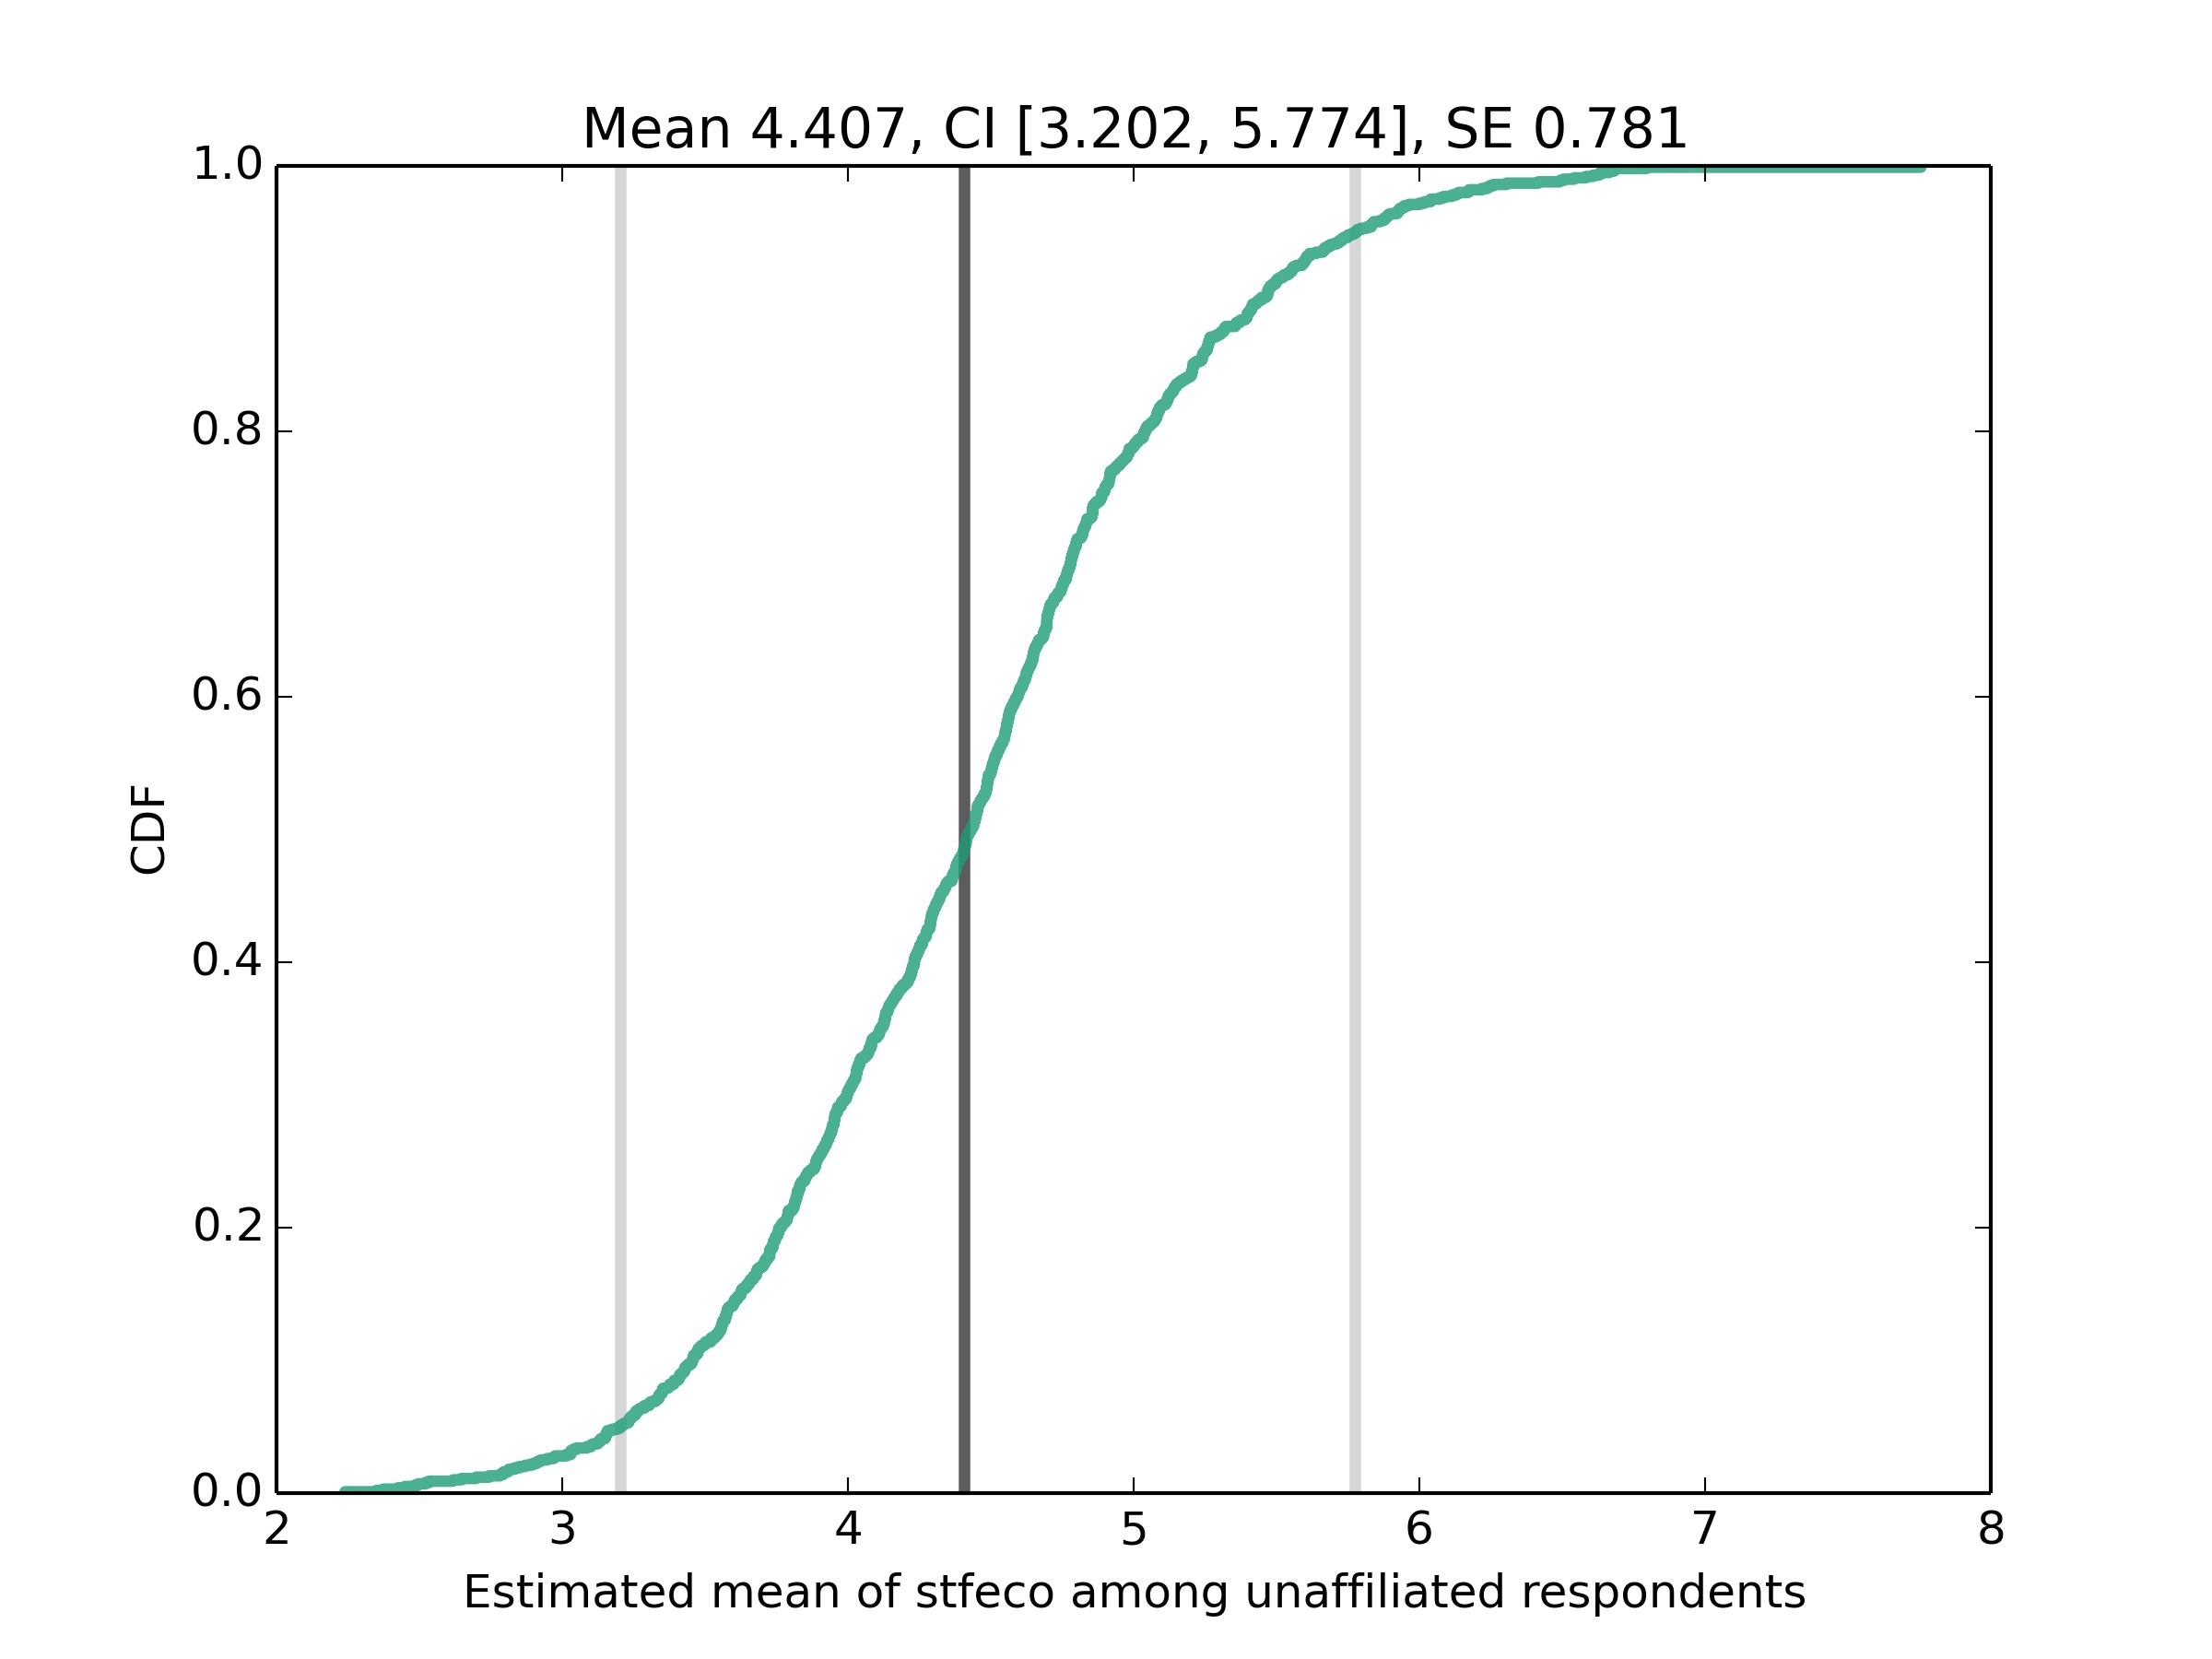 Mean 4.407, CI [3.202, 5.774], SE 0.781
1.0
0.8
0.6
0.4
0.2
0.0
CDF
2 3 4 5 6 7 8
Estimated mean of stfeco among unaffiliated respondents